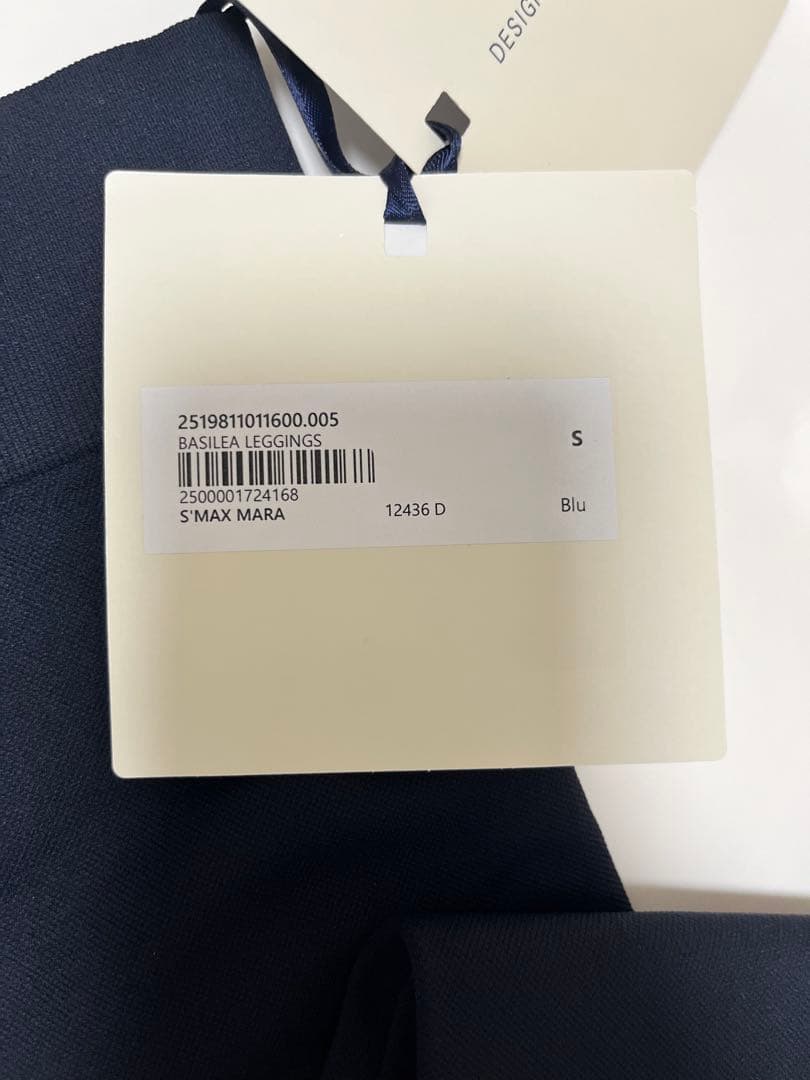 2519811011600.005
BASILEA LEGGINGS
S
2500001724168
S'MAX MARA
12436 D
Blu